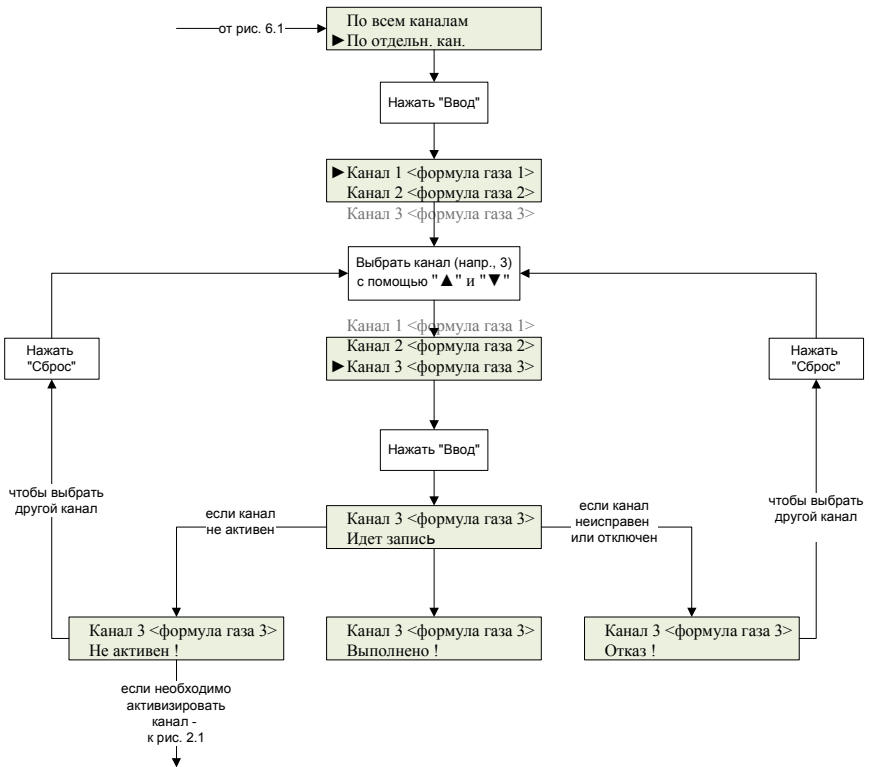 По всем каналам
от рис. 6.1
►По отдельн. кан.
Нажать "Ввод"
►Канал 1 <формула газа 1>
Канал 2 <формула газа 2>
Канал 3 <формула газа 3>
Выбрать канал (напр., 3)
с помощью "▲" и "▼"
Канал 1 <формула газа 1>
Канал 2 <формула газа 2>
►Канал 3 <формула газа 3>
Нажать
"Сброс"
Нажать
"Сброс"
Нажать "Ввод"
чтобы выбрать
другой канал
чтобы выбрать
другой канал
если канал
не активен
Канал 3 <формула газа 3>
Идет запись
если канал
неисправен
или отключен
Канал 3 <формула газа 3>
Не активен !
Канал 3 <формула газа 3>
Выполнено !
Канал 3 <формула газа 3>
Отказ !
если необходимо
активизировать
канал -
к рис. 2.1